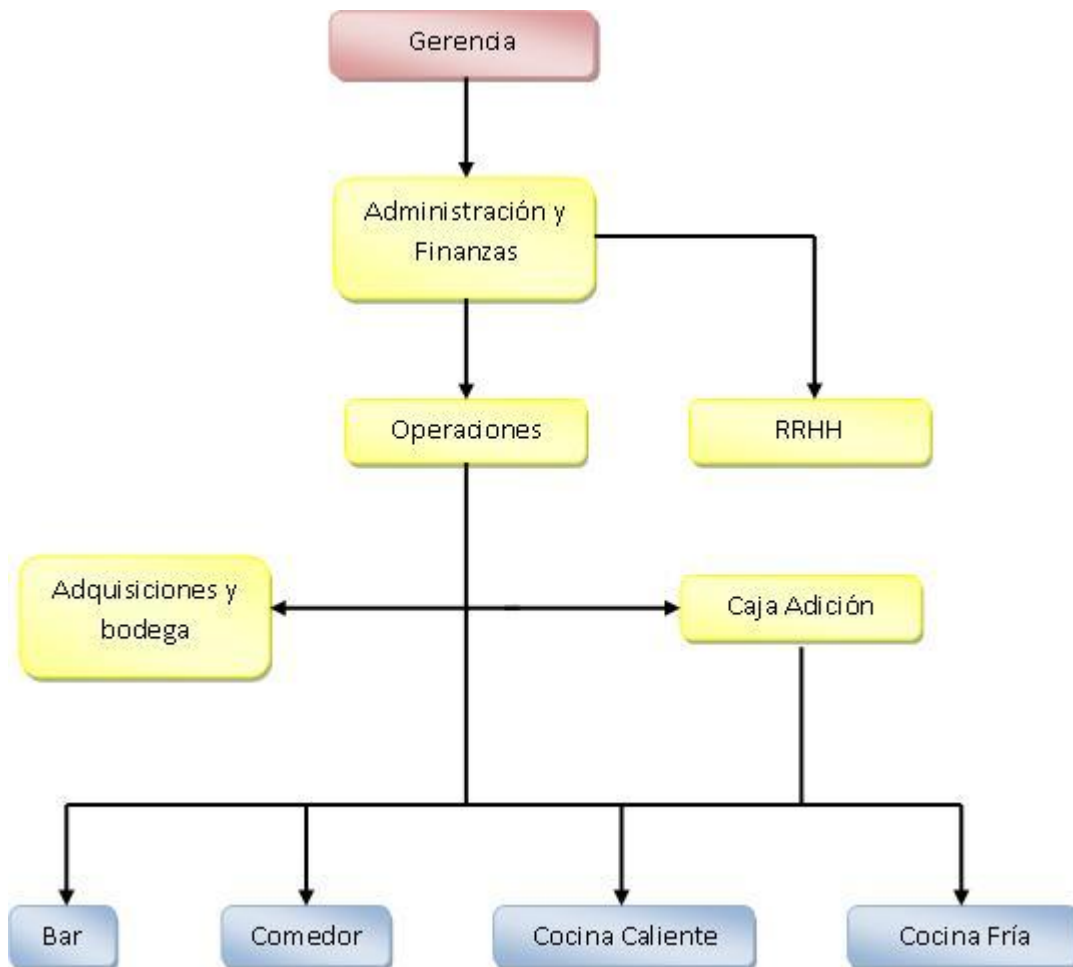 Gerencia
Administración y
Finanzas
Operaciones
RRHH
Adquisiciones y
bodega
Caja Adición
Bar
Comedor
Cocina Caliente
Cocina Fría